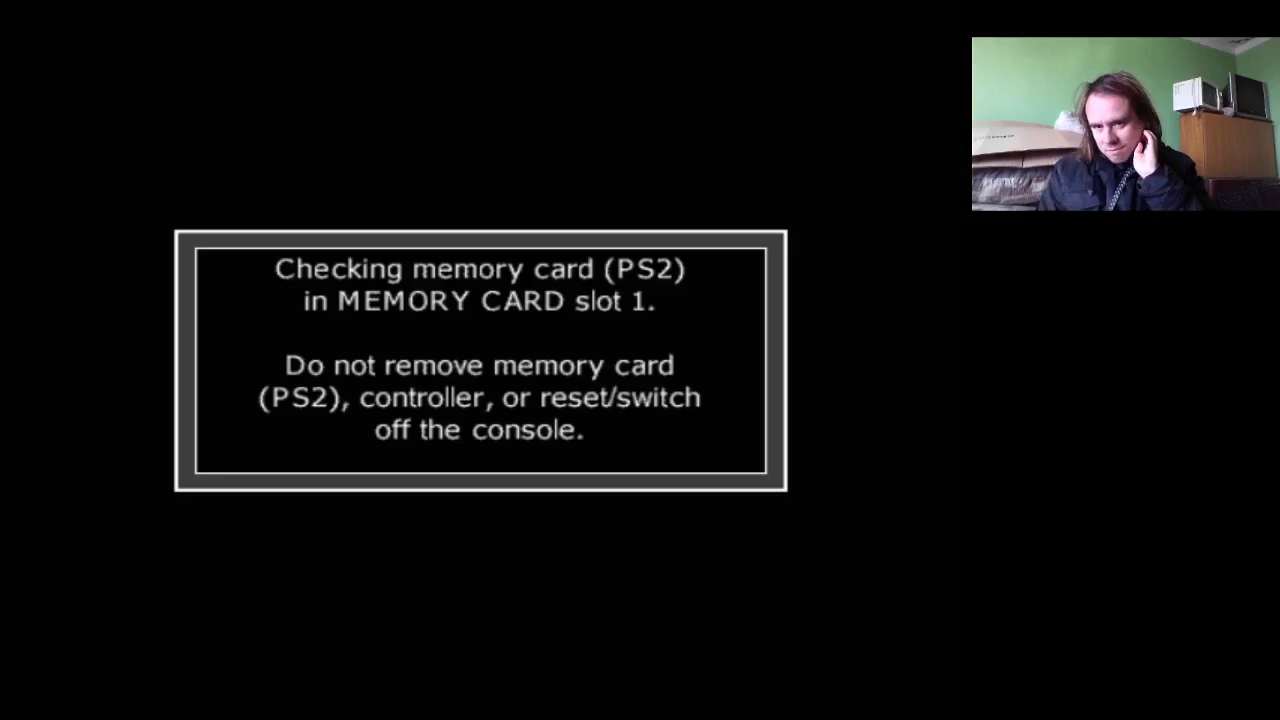 Checking memory card (PS2)
in MEMORY CARD slot 1.
Do not remove memory card
(PS2), controller, or reset/switch
off the console.